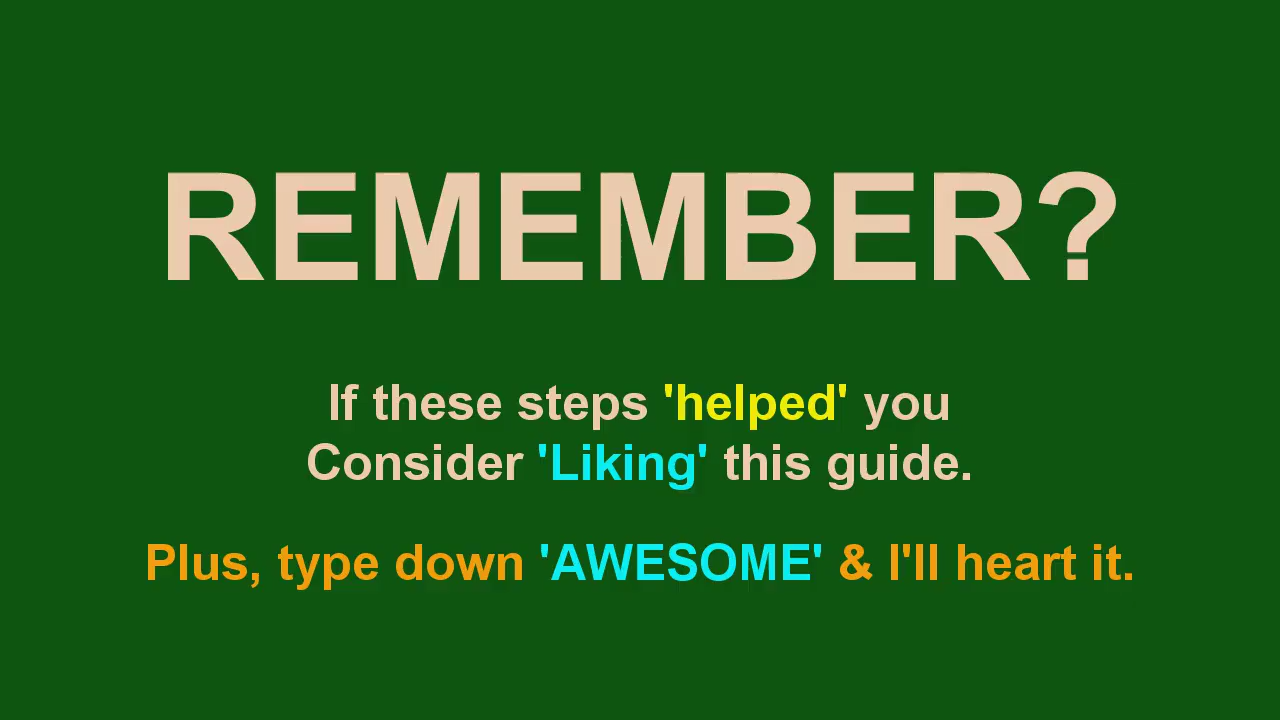 REMEMBER?
If these steps 'helped' you
Consider 'Liking' this guide.
Plus, type down 'AWESOME' & I'll heart it.